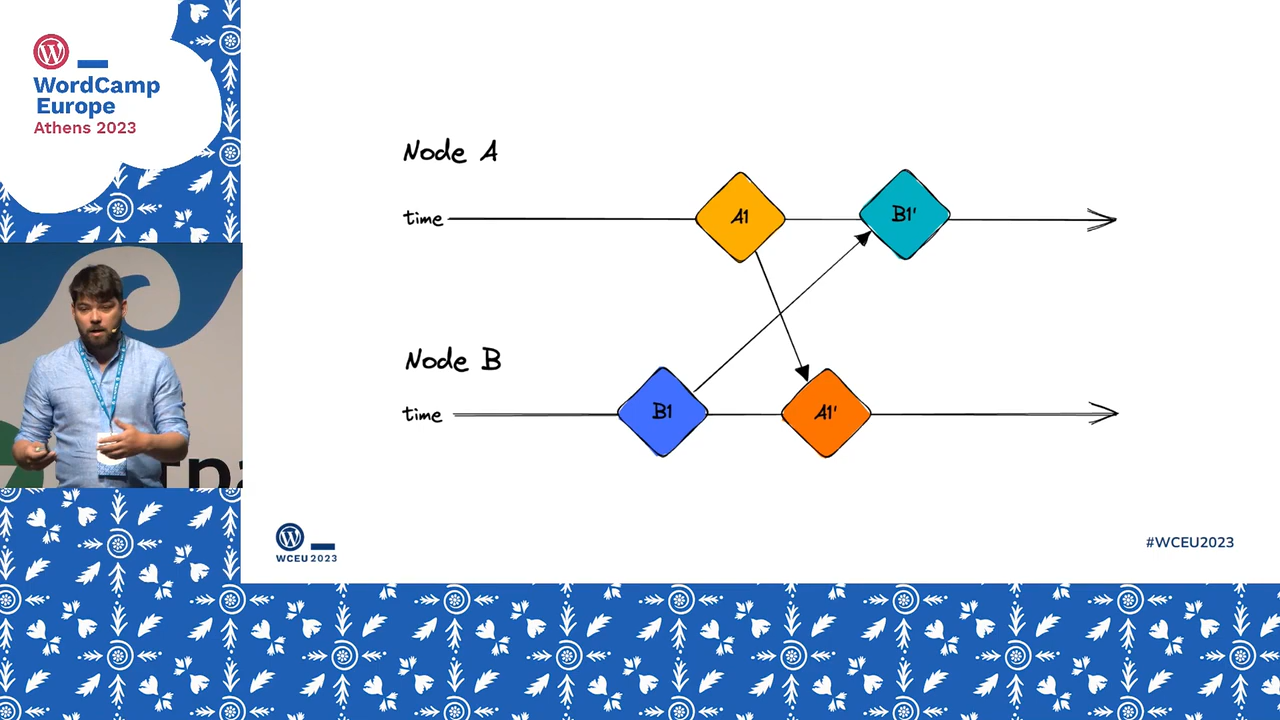 WordCamp
Europe
Athens 2023
Node A
time
A1
B1'
Node B
time
B1
A1'
WCEU 2023
#WCEU2023